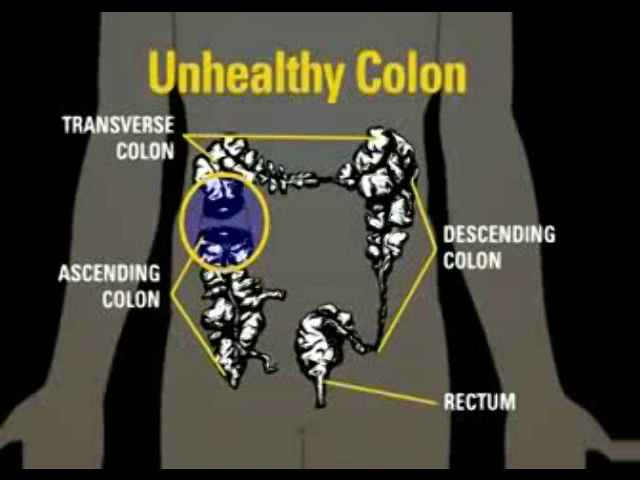 Unhealthy Colon
TRANSVERSE
COLON
DESCENDING
COLON
ASCENDING
COLON
RECTUM